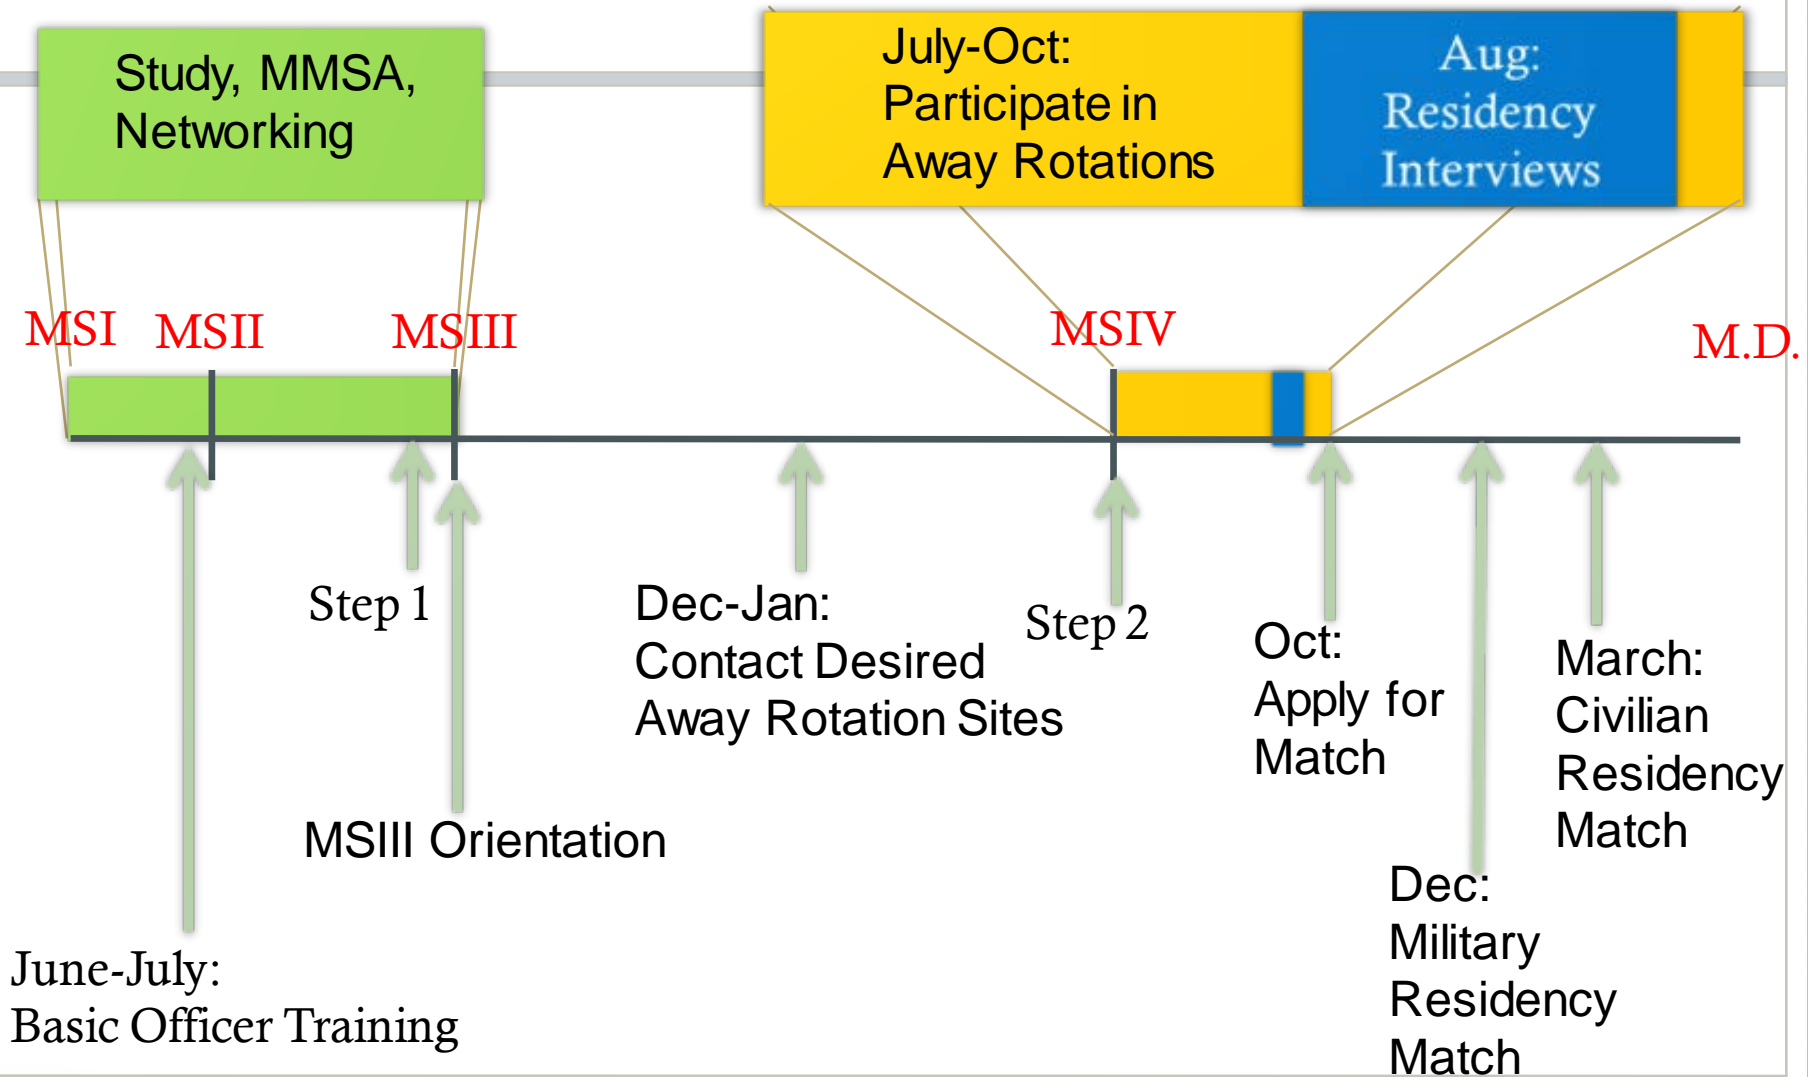 Study, MMSA,
Networking
July-Oct:
Participate in
Away Rotations
Aug:
Residency
Interviews
MSI
MSII
MSIII
MSIV
M.D.
Step 1
Dec-Jan:
Contact Desired
Away Rotation Sites
Step 2
Oct:
Apply for
Match
March:
Civilian
Residency
Match
MSIII Orientation
Dec:
Military
Residency
Match
June-July:
Basic Officer Training